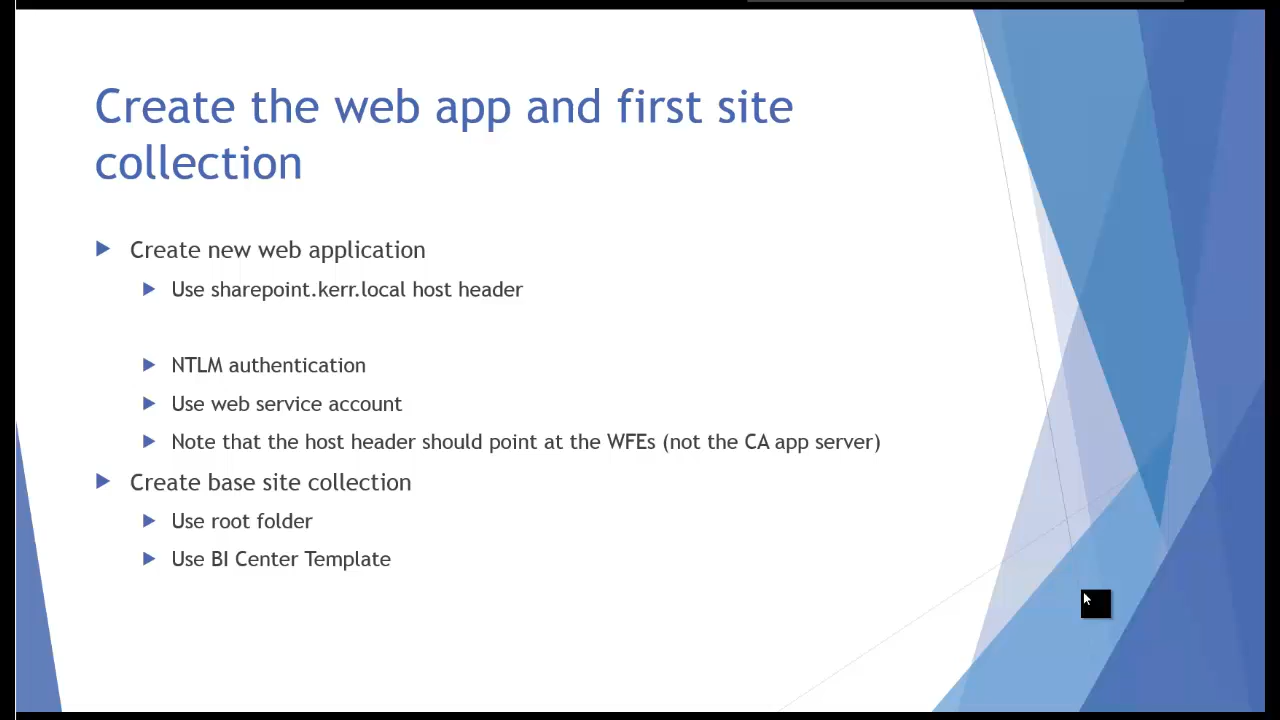 Create the web app and first site
collection
Create new web application
Use sharepoint.kerr.local host header
NTLM authentication
Use web service account
Note that the host header should point at the WFEs (not the CA app server)
Create base site collection
Use root folder
Use BI Center Template